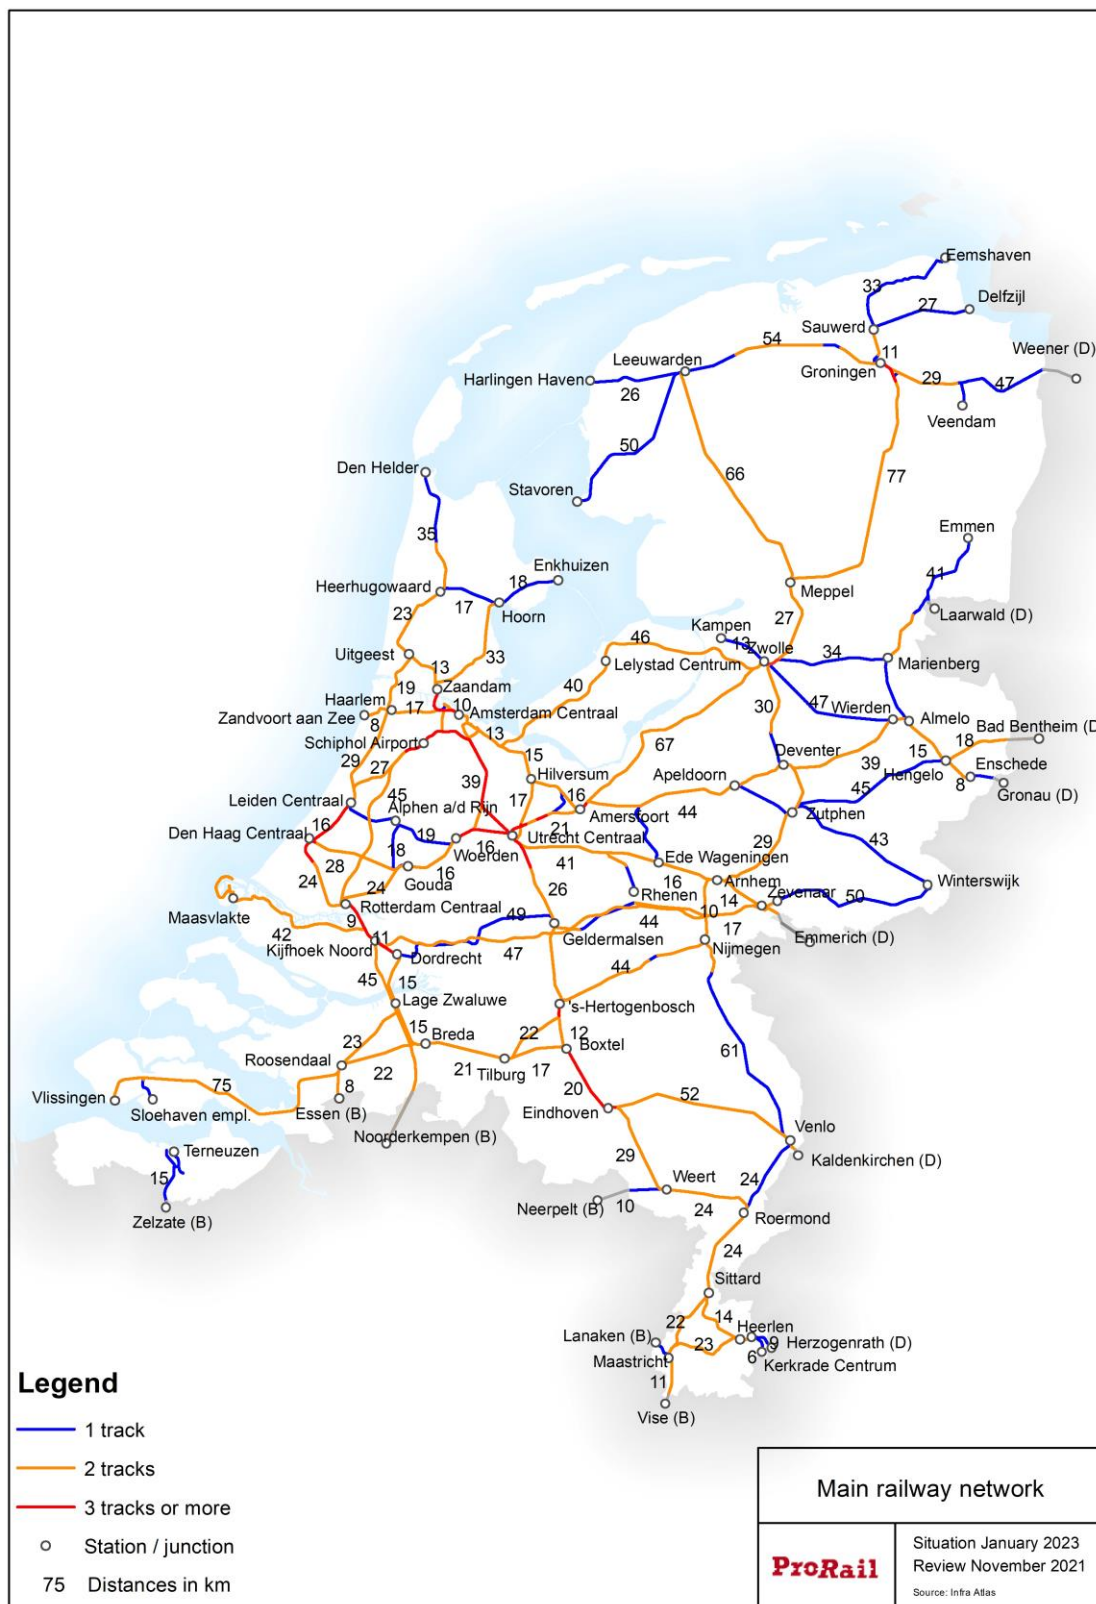 Eemshaven
33
Delfzijl
27
Sauwerd
54
11
Weener (D)
Leeuwarden
Groningen
Harlingen Haven
29
47
26
Veendam
50
Den Helder
66
77
Stavoren
Emmen
35
Enkhuizen
41
Heerhugowaard
18
Meppel
17
Hoorn
Laarwald (D)
23
27
Kampen
46
13
Zwolle
34
Uitgeest
33
Lelystad Centrum
Marienberg
13
19
Zaandam
40
Haarlem
30
47
Wierden
17
10
Amsterdam Centraal
Almelo
Zandvoort aan Zee
8
Bad Bentheim (D
Schiphol Airport
13
67
18
15
15
Deventer
39
Enschede
29
27
39
Hilversum
Apeldoorn
Hengelo
45
8
Gronau (D)
Leiden Centraal
45
17
16
44
Alphen a/d Rijn
Amersfoort
Zutphen
16
19
21
Den Haag Centraal
Utrecht Centraal
43
18
Woerden
16
29
28
16
41
Ede Wageningen
Gouda
16
Arnhem
Winterswijk
24
24
26
Rhenen
14
Zevenaar
50
Maasvlakte
Rotterdam Centraal
49
10
9
44
17
42
11
Geldermalsen
Emmerich (D)
Kijfhoek Noord
Dordrecht
47
Nijmegen
44
45
15
Lage Zwaluwe
's-Hertogenbosch
15
22
12
23
Breda
Boxtel
61
Roosendaal
21
Tilburg
17
22
20
75
8
52
Vlissingen
Sloehaven empl.
Essen (B)
Eindhoven
Noorderkempen (B)
Venlo
Terneuzen
29
Kaldenkirchen (D)
15
Weert
24
Zelzate (B)
Neerpelt (B)
10
24
Roermond
24
Sittard
22
14
Lanaken (B)
Heerlen
23
9
Herzogenrath (D)
Maastricht
6
Kerkrade Centrum
11
Vise (B)
Legend
1 track
2 tracks
3 tracks or more
Station / junction
75 Distances in km
Main railway network
ProRail
Situation January 2023
Review November 2021
Source: Infra Atlas